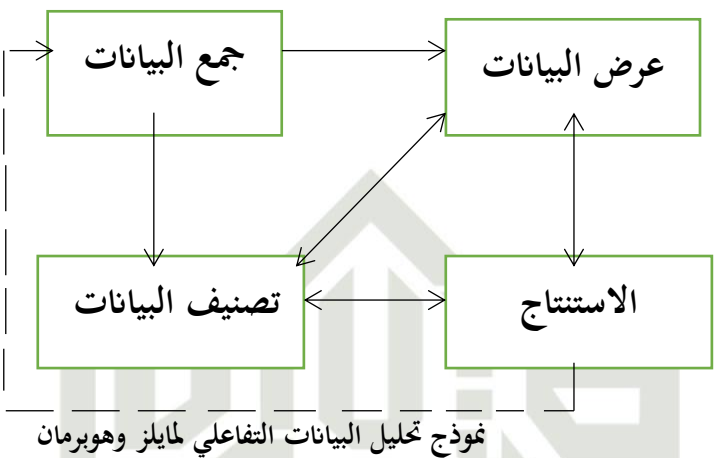 جمع البيانات
عرض البيانات
تصنيف البيانات
الاستنتاج
نموذج تحليل البيانات التفاعلي لمايلز وهوبرمان